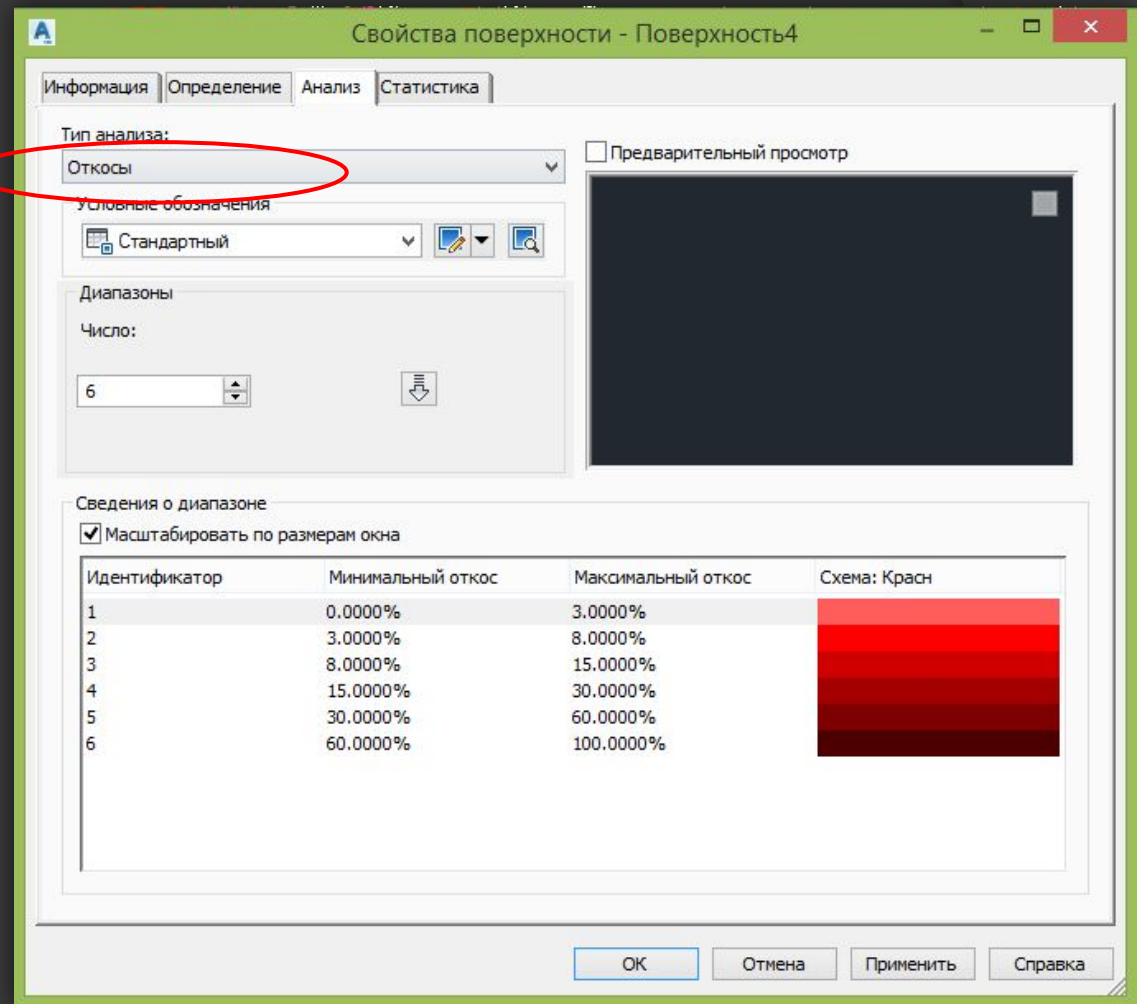 Свойства поверхности - Поверхность4
Информация Определение Анализ Статистика
Тип анализа:
Откосы
Предварительный просмотр
Условные обозначения
Стандартный
Диапазоны
Число:
6
Сведения о диапазоне
Масштабировать по размерам окна
Идентификатор Минимальный откос Максимальный откос Схема: Красн
1 0.0000% 3.0000%
2 3.0000% 8.0000%
3 8.0000% 15.0000%
4 15.0000% 30.0000%
5 30.0000% 60.0000%
6 60.0000% 100.0000%
ОК Отмена Применить Справка